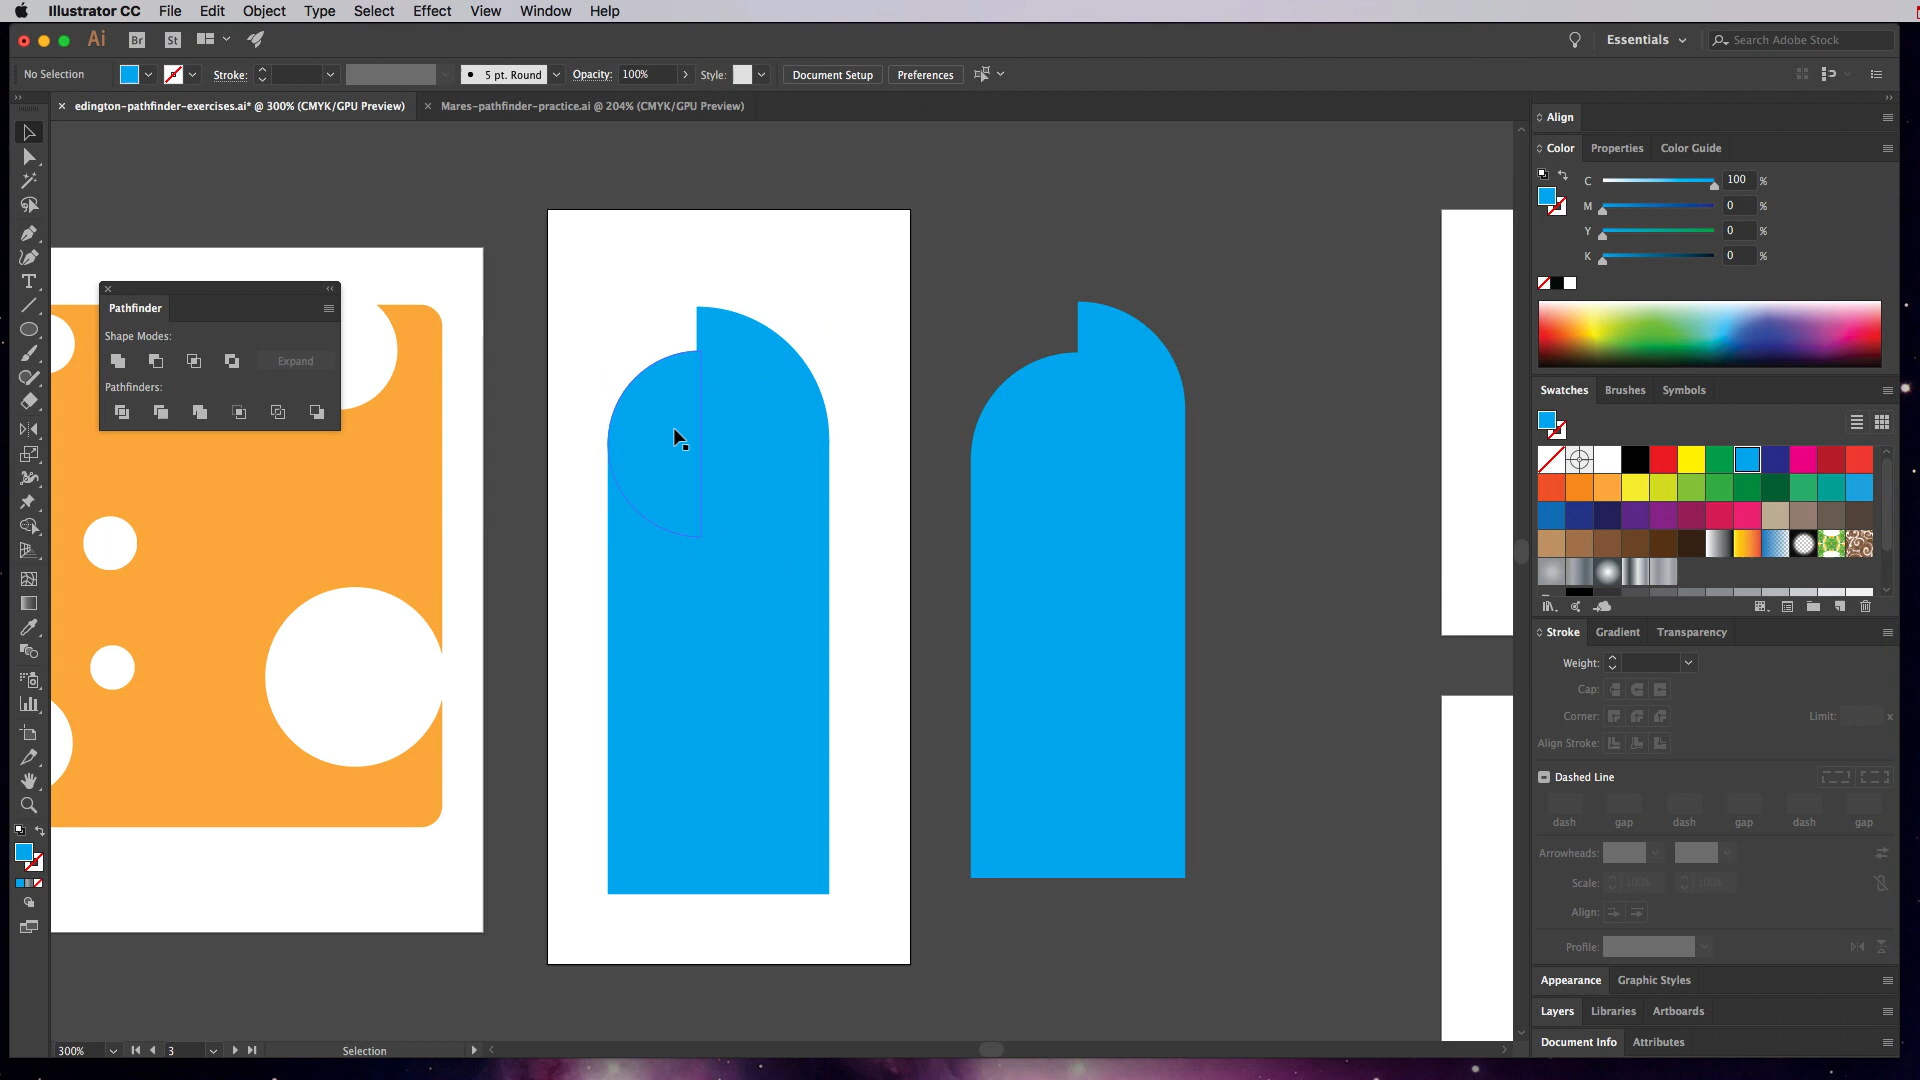 Illustrator CC File Edit Object Type Select Effect View Window Help
Ai Br St Essentials Search Adobe Stock
No Selection Stroke: 5 pt. Round Opacity: 100% Style: Document Setup Preferences
edington-pathfinder-exercises.ai* @ 300% (CMYK/GPU Preview) Mares-pathfinder-practice.ai @ 204% (CMYK/GPU Preview)
Pathfinder
Shape Modes:
Expand
Pathfinders:
Align
Color Properties Color Guide
C 100 %
M 0 %
Y 0 %
K 0 %
Swatches Brushes Symbols
Stroke Gradient Transparency
Weight:
Cap:
Corner: Limit: x
Align Stroke:
Dashed Line
dash gap dash gap dash gap
Arrowheads:
Scale: 100% 100%
Align:
Profile:
Appearance Graphic Styles
Layers Libraries Artboards
Document Info Attributes
300% 3 Selection